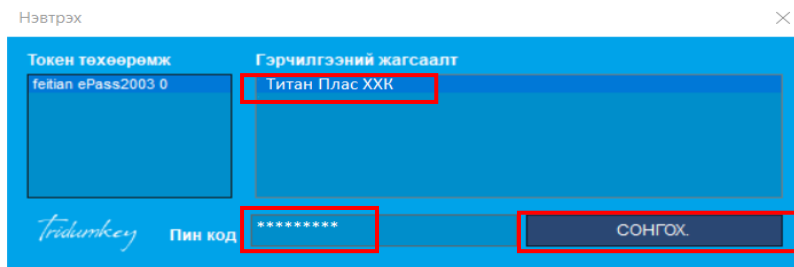 Нэвтрэх
Токен төхөөрөмж
Гэрчилгээний жагсаалт
feitian ePass2003 0
Титан Плас ХХК
Tridumkey
Пин код
*********
СОНГОХ.